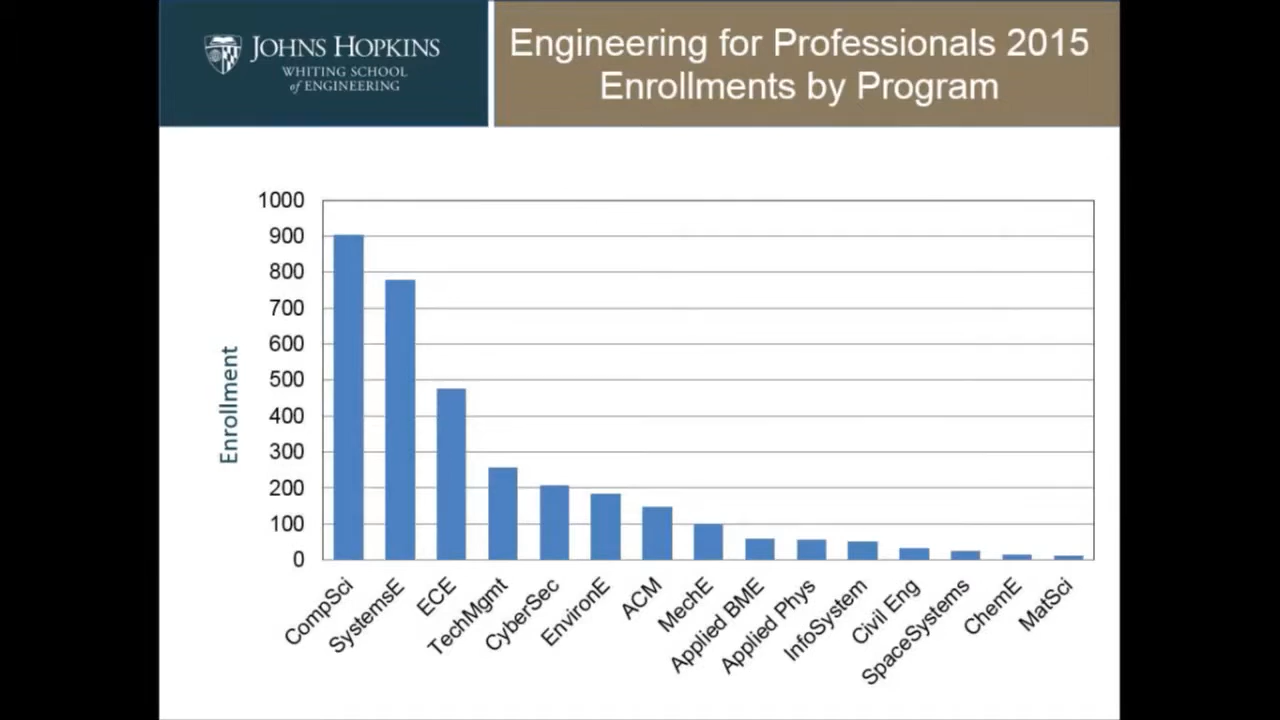 JOHNS HOPKINS
WHITING SCHOOL
of ENGINEERING
Engineering for Professionals 2015
Enrollments by Program
Enrollment
1000
900
800
700
600
500
400
300
200
100
0
CompSci
SystemsE
ECE
TechMgmt
CyberSec
EnvironE
ACM
MechE
Applied BME
Applied Phys
InfoSystem
Civil Eng
SpaceSystems
ChemE
MatSci